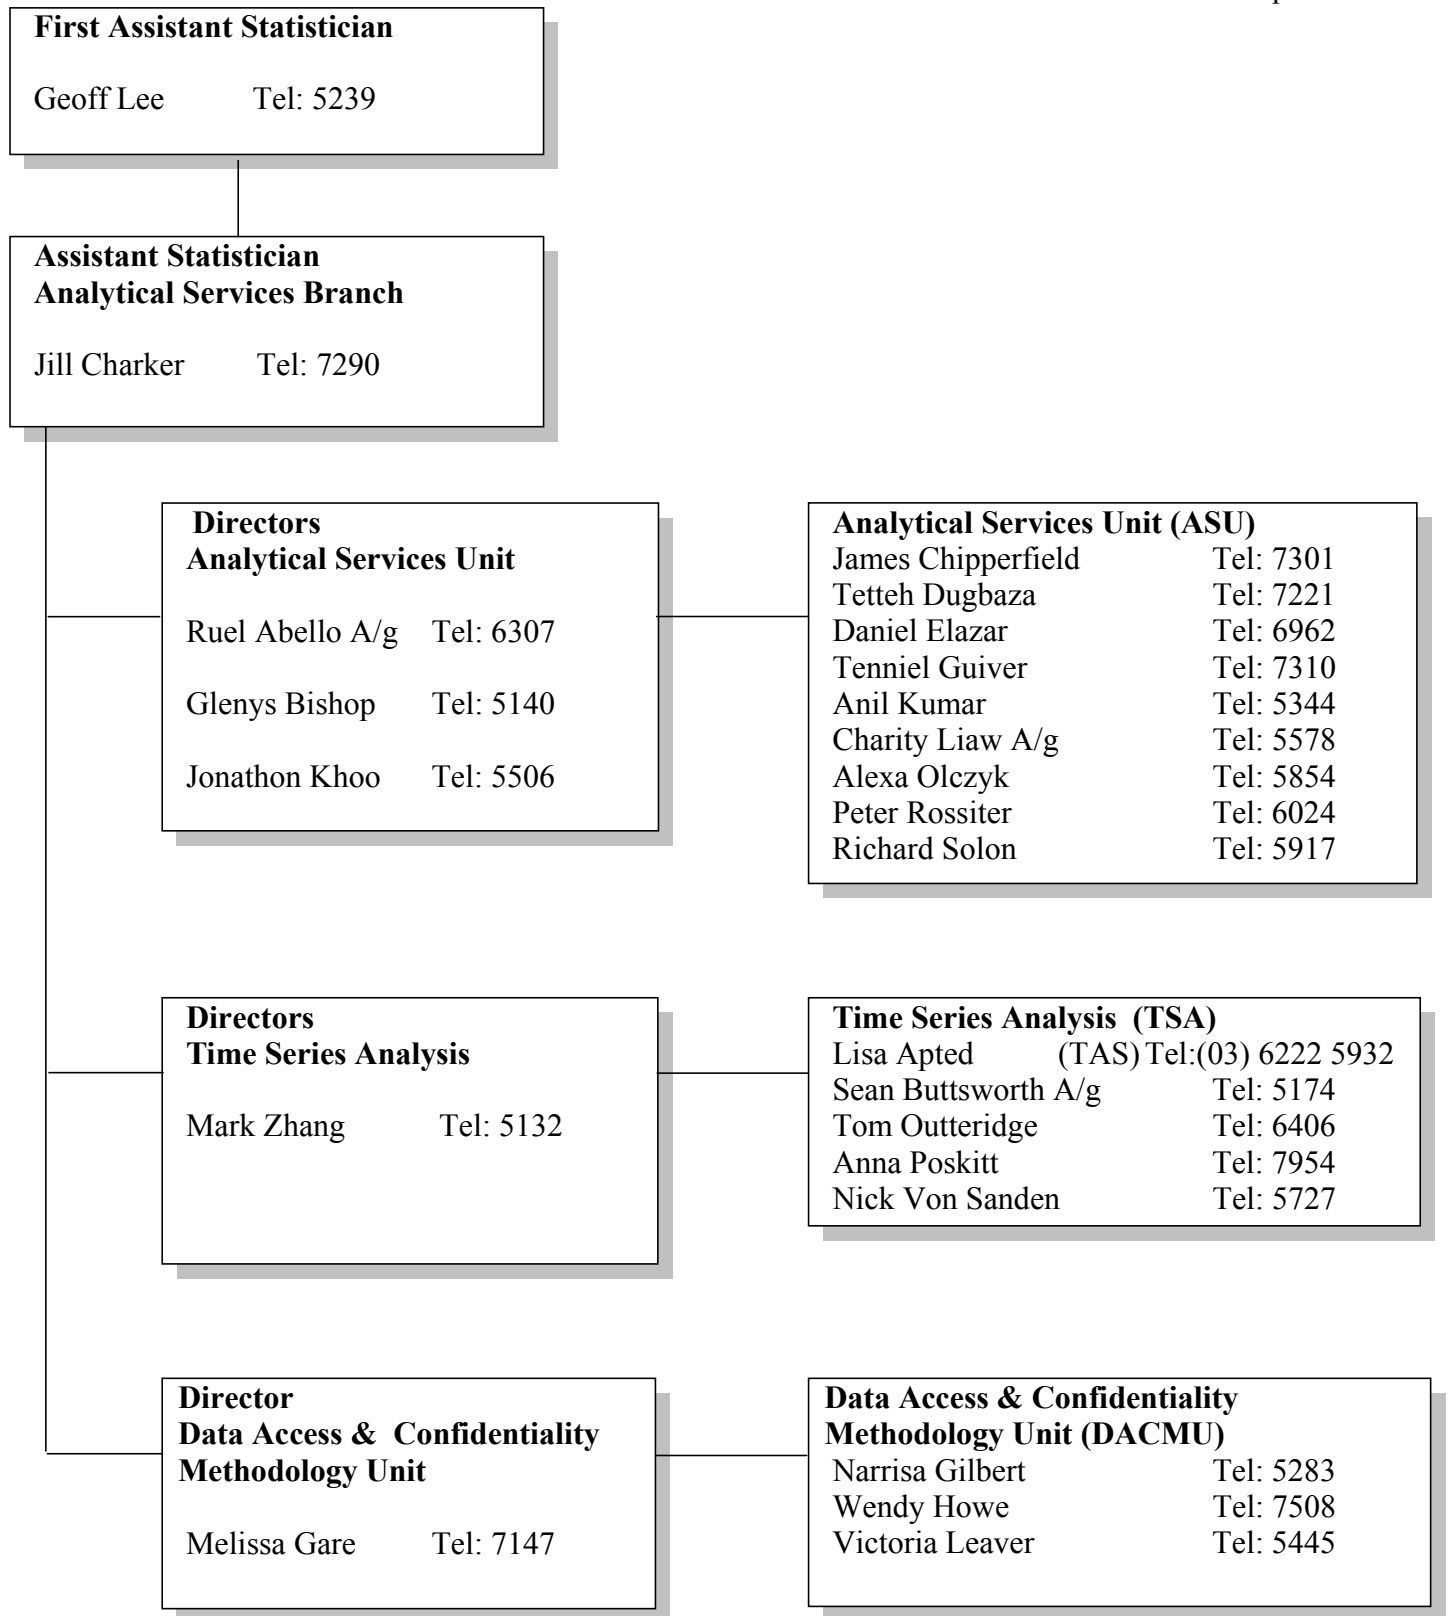 First Assistant Statistician
Geoff Lee Tel: 5239
Assistant Statistician
Analytical Services Branch
Jill Charker Tel: 7290
Directors
Analytical Services Unit
Ruel Abello A/g Tel: 6307
Glenys Bishop Tel: 5140
Jonathon Khoo Tel: 5506
Analytical Services Unit (ASU)
James Chipperfield Tel: 7301
Tetteh Dugbaza Tel: 7221
Daniel Elazar Tel: 6962
Tenniel Guiver Tel: 7310
Anil Kumar Tel: 5344
Charity Liaw A/g Tel: 5578
Alexa Olczyk Tel: 5854
Peter Rossiter Tel: 6024
Richard Solon Tel: 5917
Directors
Time Series Analysis
Mark Zhang Tel: 5132
Time Series Analysis (TSA)
Lisa Apted (TAS) Tel:(03) 6222 5932
Sean Buttsworth A/g Tel: 5174
Tom Outteridge Tel: 6406
Anna Poskitt Tel: 7954
Nick Von Sanden Tel: 5727
Director
Data Access & Confidentiality
Methodology Unit
Melissa Gare Tel: 7147
Data Access & Confidentiality
Methodology Unit (DACMU)
Narrisa Gilbert Tel: 5283
Wendy Howe Tel: 7508
Victoria Leaver Tel: 5445